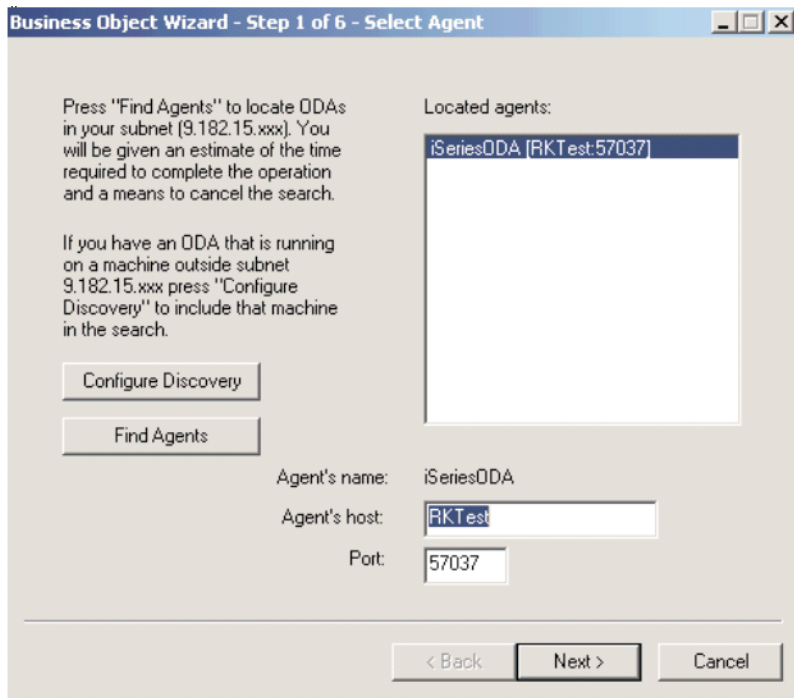 Business Object Wizard - Step 1 of 6 - Select Agent
Press "Find Agents" to locate ODAs
in your subnet (9.182.15.xxx). You
will be given an estimate of the time
required to complete the operation
and a means to cancel the search.
If you have an ODA that is running
on a machine outside subnet
9.182.15.xxx press "Configure
Discovery" to include that machine
in the search.
Configure Discovery
Find Agents
Located agents:
iSeriesODA [RKTest:57037]
Agent's name: iSeriesODA
Agent's host: RKTest
Port: 57037
< Back
Next >
Cancel